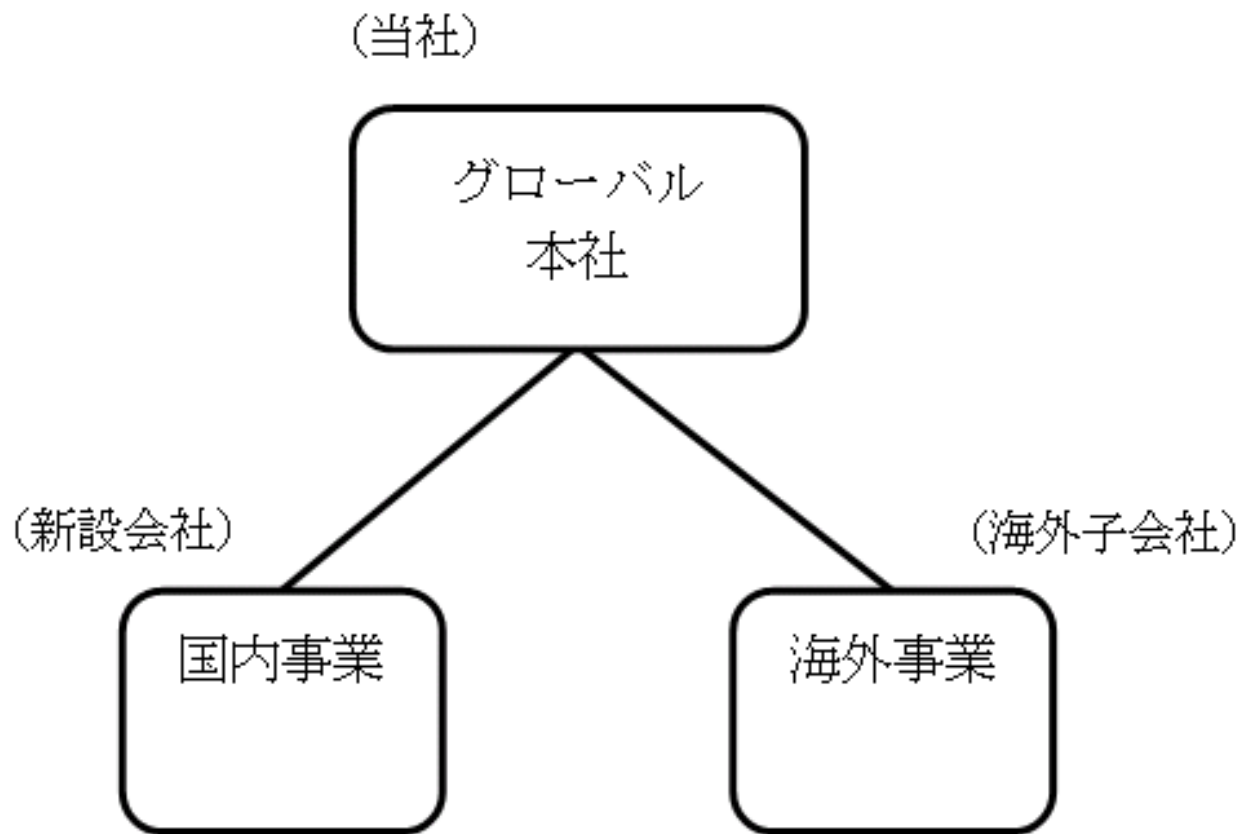 （当社）
グローバル
本社
（新設会社）
（海外子会社）
国内事業
海外事業